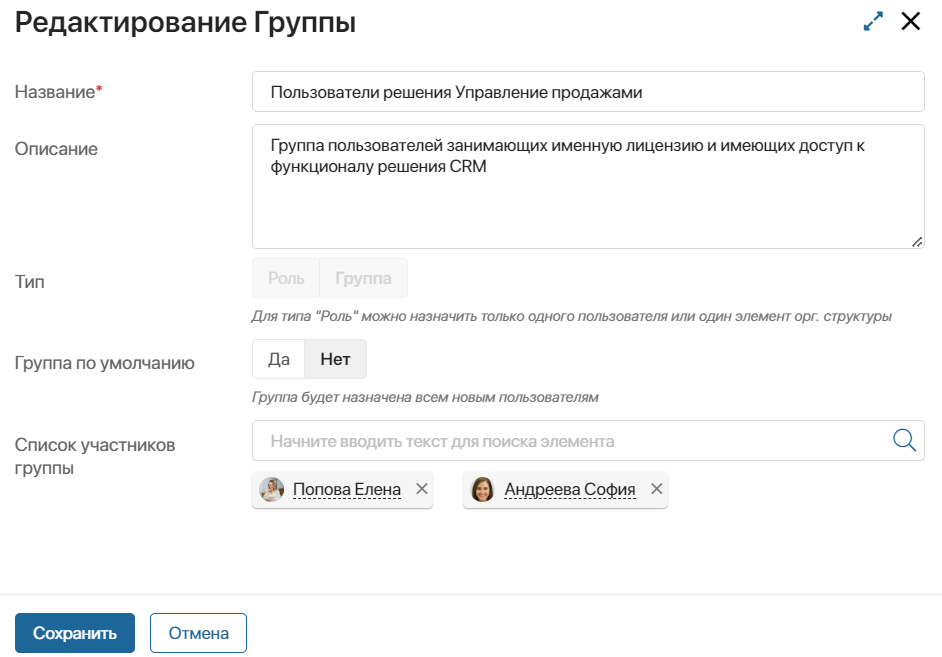 Редактирование Группы
Название*
Пользователи решения Управление продажами
Описание
Группа пользователей занимающих именную лицензию и имеющих доступ к
функционалу решения CRM
Тип
Роль Группа
Для типа "Роль" можно назначить только одного пользователя или один элемент орг. структуры
Группа по умолчанию
Да Нет
Группа будет назначена всем новым пользователям
Список участников
группы
Начните вводить текст для поиска элемента
Попова Елена Андреева София
Сохранить Отмена